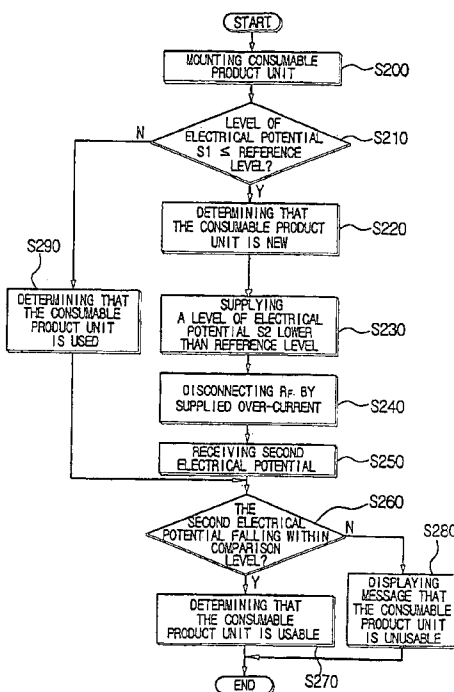 START
MOUNTING CONSUMABLE
PRODUCT UNIT
S200
LEVEL OF
ELECTRICAL POTENTIAL
S1 ≤ REFERENCE
LEVEL?
S210
N
Y
DETERMINING THAT
THE CONSUMABLE PRODUCT
UNIT IS NEW
S220
S290
DETERMINING THAT
THE CONSUMABLE
PRODUCT UNIT
IS USED
SUPPLYING
A LEVEL OF ELECTRICAL
POTENTIAL S2 LOWER
THAN REFERENCE LEVEL
S230
DISCONNECTING RF BY
SUPPLIED OVER-CURRENT
S240
RECEIVING SECOND
ELECTRICAL POTENTIAL
S250
THE
SECOND ELECTRICAL
POTENTIAL FALLING WITHIN
COMPARISON
LEVEL?
S260
N
Y
S280
DISPLAYING
MESSAGE THAT
THE CONSUMABLE
PRODUCT UNIT
IS UNUSABLE
DETERMINING THAT
THE CONSUMABLE
PRODUCT UNIT IS USABLE
S270
END